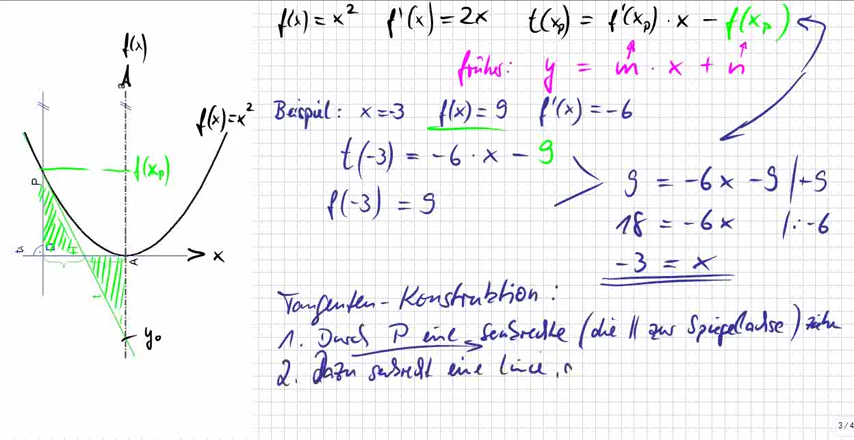 f(x) = x² f'(x) = 2x t(xₚ) = f'(xₚ) · x − f(xₚ)
früher: y = m · x + n
Beispiel: x = -3 f(x) = 9 f'(x) = -6
t(-3) = -6 · x − 9
f(-3) = 9
9 = -6x -9 |+9
18 = -6x |: -6
-3 = x
Tangenten-Konstruktion:
1. Durch P eine senkrechte (die || zur Spiegelachse) ziehen
2. Dazu senkrecht eine Linie,
f(x)
f(x)=x²
f(xₚ)
P
A
x
y₀
3/4